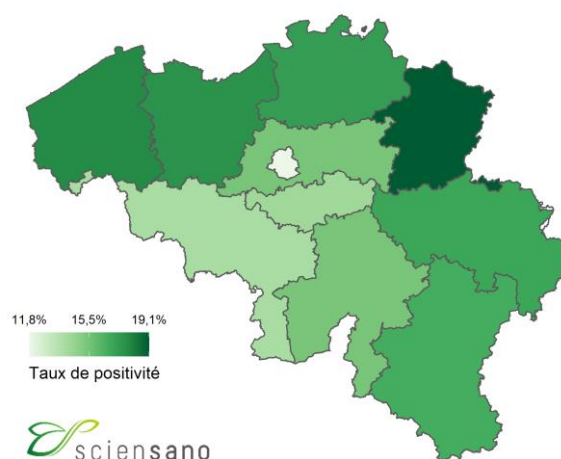 11,8% 15,5% 19,1%
Taux de positivité
sciensano